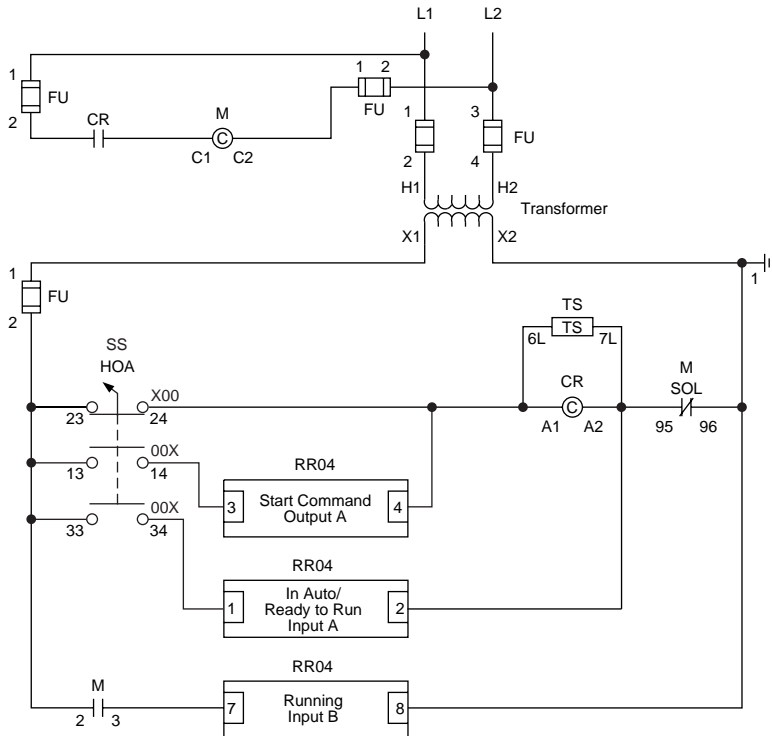 L1 L2
1 1 2
FU
2 CR M FU 1 3
C FU
C1 C2 2 4
H1 H2
Transformer
X1 X2
1 1
FU
2 TS
6L TS 7L
SS
HOA CR M
X00 SOL
C
23 24 A1 A2 95 96
00X RR04
13 14
3 Start Command 4
Output A
00X
33 34 RR04
In Auto/
1 Ready to Run 2
Input A
RR04
M
7 Running 8
2 3 Input B